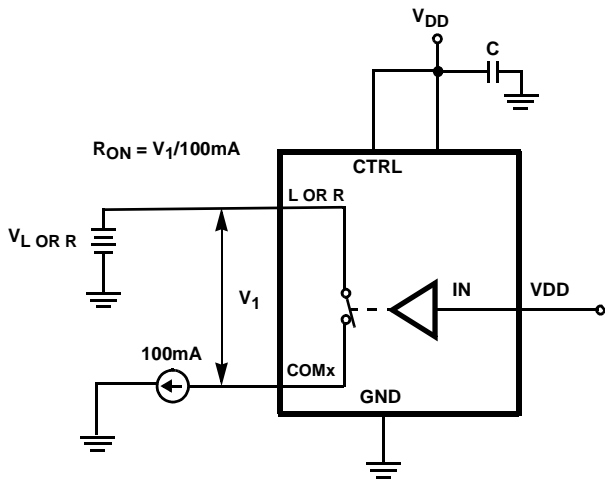 VDD
C
RON = V1/100mA
CTRL
L OR R
VL OR R
V1
IN
VDD
100mA
COMx
GND